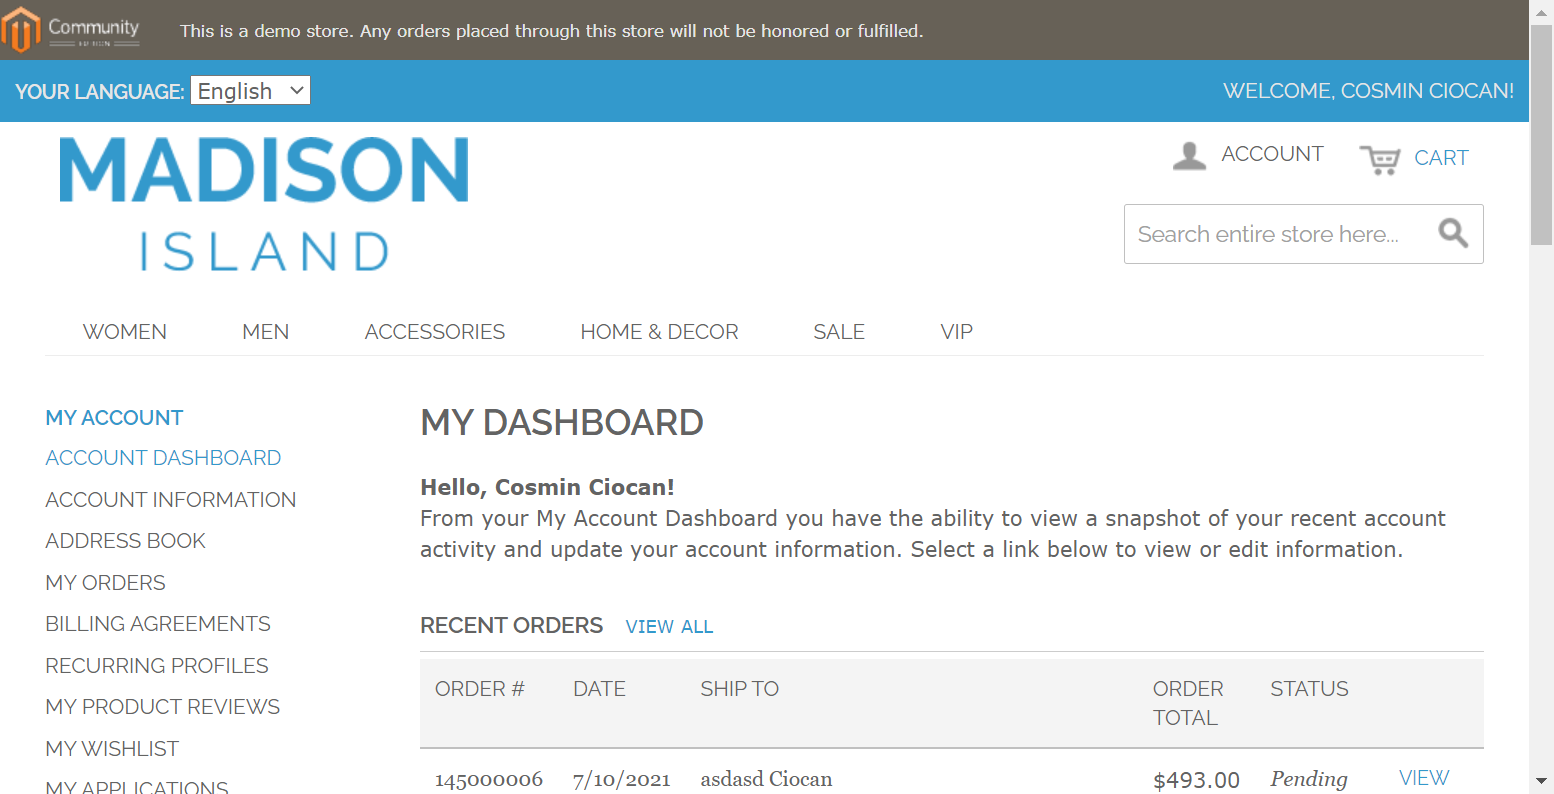 Community
EDITION
This is a demo store. Any orders placed through this store will not be honored or fulfilled.
YOUR LANGUAGE: English
WELCOME, COSMIN CIOCAN!
MADISON
ISLAND
ACCOUNT
CART
Search entire store here...
WOMEN MEN ACCESSORIES HOME & DECOR SALE VIP
MY ACCOUNT
ACCOUNT DASHBOARD
ACCOUNT INFORMATION
ADDRESS BOOK
MY ORDERS
BILLING AGREEMENTS
RECURRING PROFILES
MY PRODUCT REVIEWS
MY WISHLIST
MY APPLICATIONS
MY DASHBOARD
Hello, Cosmin Ciocan!
From your My Account Dashboard you have the ability to view a snapshot of your recent account
activity and update your account information. Select a link below to view or edit information.
RECENT ORDERS VIEW ALL
ORDER # DATE SHIP TO ORDER TOTAL STATUS
145000006 7/10/2021 asdasd Ciocan $493.00 Pending VIEW